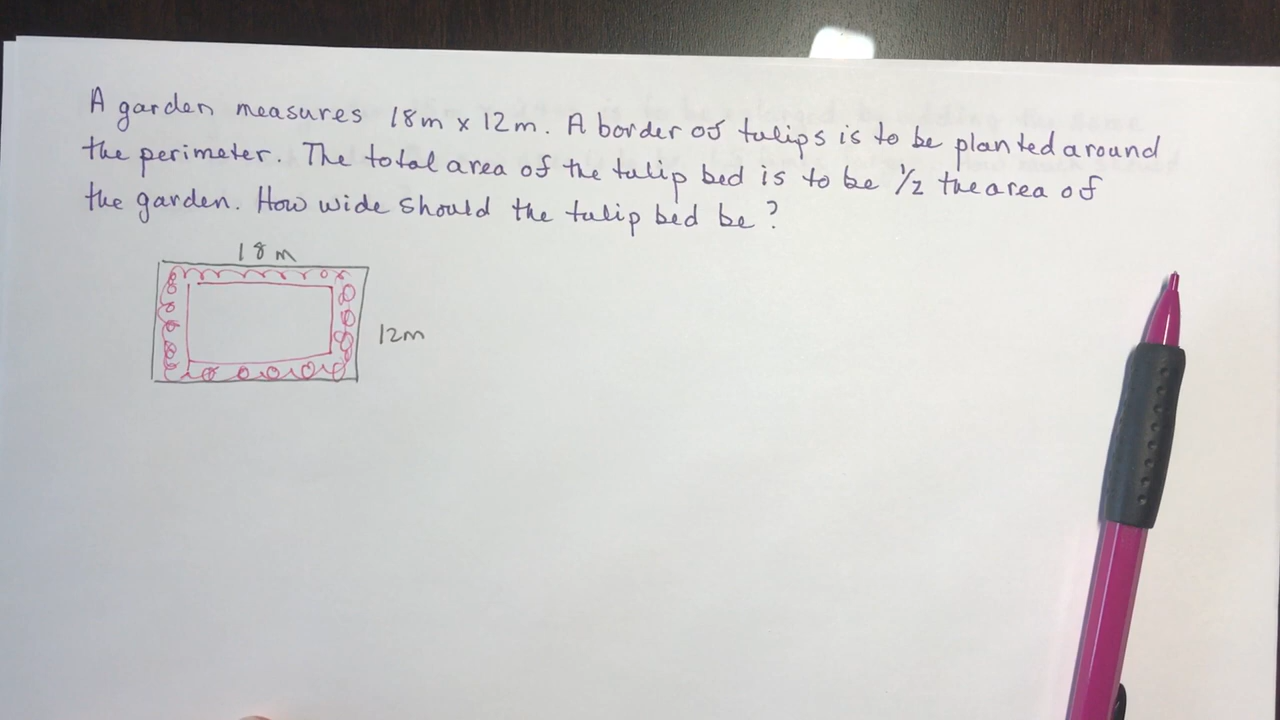 A garden measures 18m x 12m. A border of tulips is to be planted around
the perimeter. The total area of the tulip bed is to be 1/2 the area of
the garden. How wide should the tulip bed be?
18m
12m